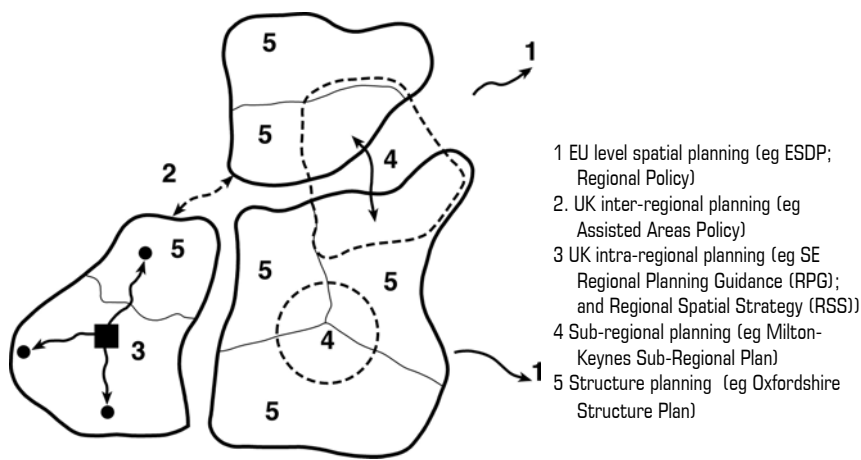 5
1
5
4
2
5
5
5
4
3
1
5
1 EU level spatial planning (eg ESDP;
Regional Policy)
2. UK inter-regional planning (eg
Assisted Areas Policy)
3 UK intra-regional planning (eg SE
Regional Planning Guidance (RPG);
and Regional Spatial Strategy (RSS))
4 Sub-regional planning (eg Milton-
Keynes Sub-Regional Plan)
5 Structure planning (eg Oxfordshire
Structure Plan)